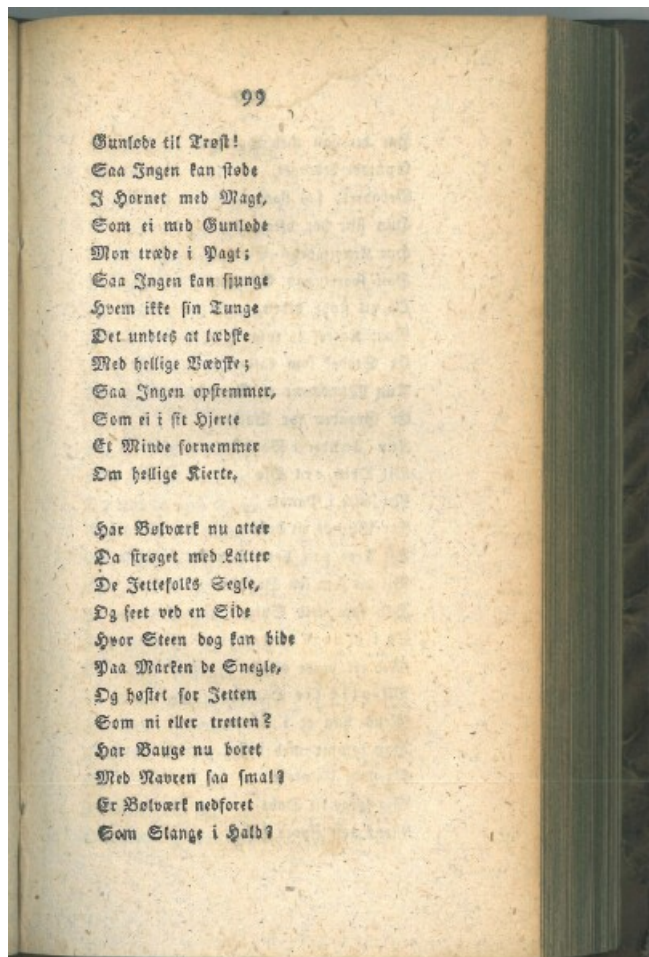 99
Gunløde til Trøst!
Saa Ingen kan støde
I Hornet med Magt,
Som ei med Gunløde
Mon træde i Pagt;
Saa Ingen kan sjunge
Hvem ikke sin Tunge
Det undtes at lædske
Med hellige Vædske;
Saa Ingen opstemmer,
Som ei i sit Hjerte
Et Minde fornemmer
Om hellige Kierte.
Har Bølværk nu atter
Da strøget med Latter
De Jettefolks Segle,
Og seet ved en Side
Hvor Steen dog kan bide
Paa Marken de Snegle,
Og høstet for Jetten
Som ni eller tretten?
Har Bauge nu boret
Med Navren saa smal?
Er Bølværk nedforet
Som Slange i Hald?